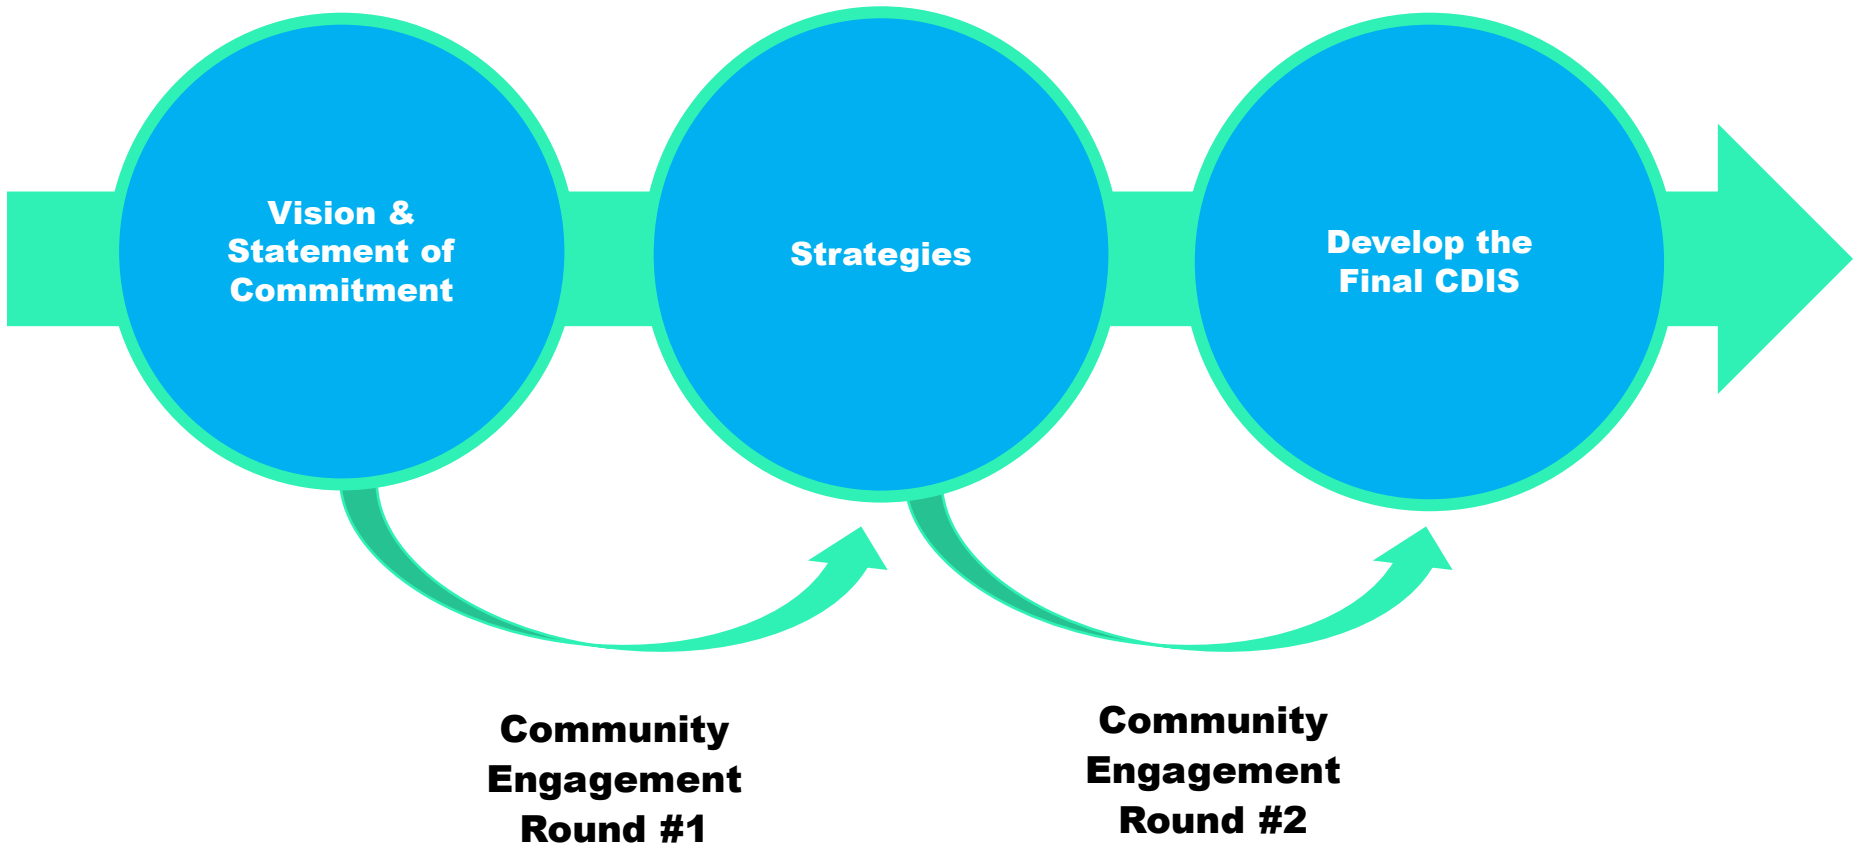 Vision &
Statement of
Commitment
Strategies
Develop the
Final CDIS
Community
Engagement
Round #1
Community
Engagement
Round #2